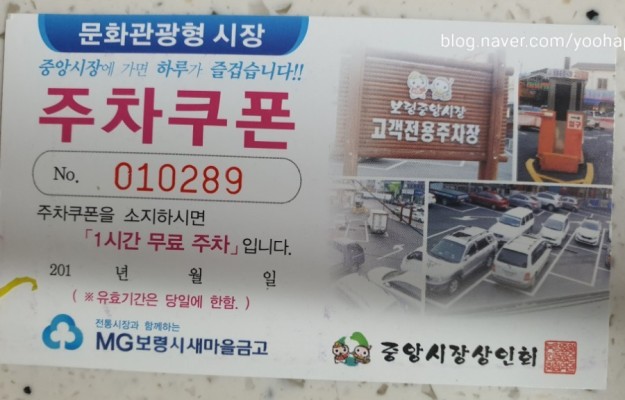 문화관광형 시장
blog.naver.com/yooha
중앙시장에 가면 하루가 즐겁습니다!!
주차쿠폰
보령중앙시장
고객전용주차장
No. 010289
주차쿠폰을 소지하시면
「1시간 무료 주차」입니다.
201 년 월 일
( ※유효기간은 당일에 한함. )
전통시장과 함께하는
MG보령시새마을금고
중앙시장상인회